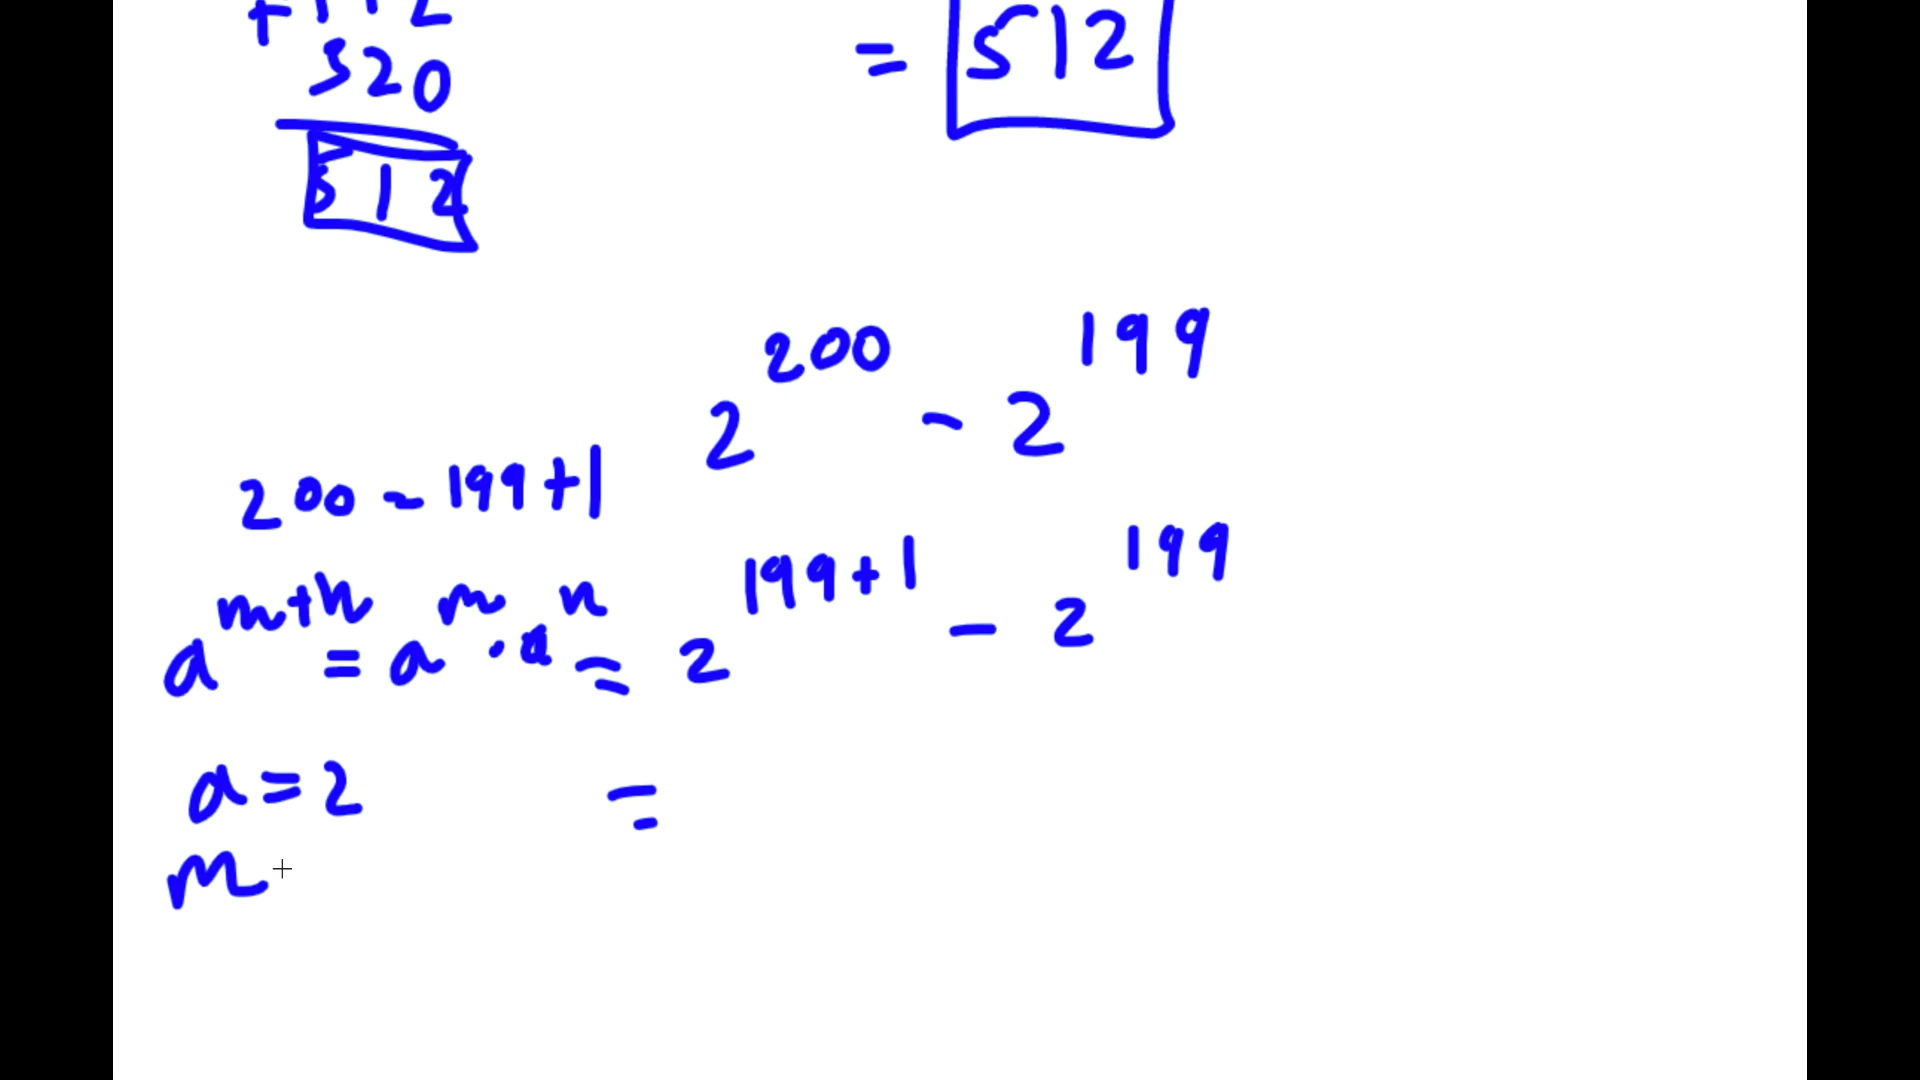 320
512
= 512
2^200 - 2^199
200 = 199+1
a^m+n = a^m · a^n = 2^199+1 - 2^199
a=2
=
m